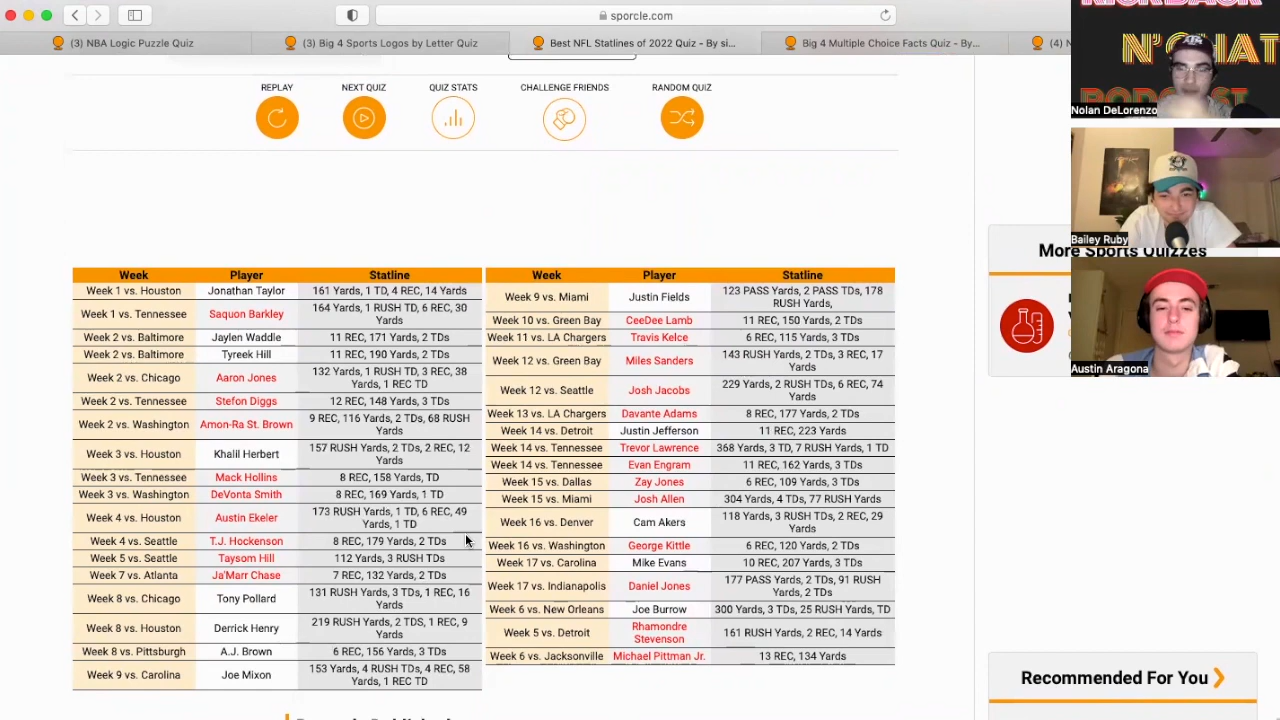 sporcle.com
(3) NBA Logic Puzzle Quiz
(3) Big 4 Sports Logos by Letter Quiz
Best NFL Statlines of 2022 Quiz - By si...
Big 4 Multiple Choice Facts Quiz - By...
REPLAY
NEXT QUIZ
QUIZ STATS
CHALLENGE FRIENDS
RANDOM QUIZ
Week Player Statline
Week 1 vs. Houston Jonathan Taylor 161 Yards, 1 TD, 4 REC, 14 Yards
Week 1 vs. Tennessee Saquon Barkley 164 Yards, 1 RUSH TD, 6 REC, 30
Yards
Week 2 vs. Baltimore Jaylen Waddle 11 REC, 171 Yards, 2 TDs
Week 2 vs. Baltimore Tyreek Hill 11 REC, 190 Yards, 2 TDs
Week 2 vs. Chicago Aaron Jones 132 Yards, 1 RUSH TD, 3 REC, 38
Yards, 1 REC TD
Week 2 vs. Tennessee Stefon Diggs 12 REC, 148 Yards, 3 TDs
Week 2 vs. Washington Amon-Ra St. Brown 9 REC, 116 Yards, 2 TDs, 68 RUSH
Yards
Week 3 vs. Houston Khalil Herbert 157 RUSH Yards, 2 TDs, 2 REC, 12
Yards
Week 3 vs. Tennessee Mack Hollins 8 REC, 158 Yards, TD
Week 3 vs. Washington DeVonta Smith 8 REC, 169 Yards, 1 TD
Week 4 vs. Houston Austin Ekeler 173 RUSH Yards, 1 TD, 6 REC, 49
Yards, 1 TD
Week 4 vs. Seattle T.J. Hockenson 8 REC, 179 Yards, 2 TDs
Week 5 vs. Seattle Taysom Hill 112 Yards, 3 RUSH TDs
Week 7 vs. Atlanta Ja'Marr Chase 7 REC, 132 Yards, 2 TDs
Week 8 vs. Chicago Tony Pollard 131 RUSH Yards, 3 TDs, 1 REC, 16
Yards
Week 8 vs. Houston Derrick Henry 219 RUSH Yards, 2 TDS, 1 REC, 9
Yards
Week 8 vs. Pittsburgh A.J. Brown 6 REC, 156 Yards, 3 TDs
Week 9 vs. Carolina Joe Mixon 153 Yards, 4 RUSH TDs, 4 REC, 58
Yards, 1 REC TD
Week Player Statline
Week 9 vs. Miami Justin Fields 123 PASS Yards, 2 PASS TDs, 178
RUSH Yards,
Week 10 vs. Green Bay CeeDee Lamb 11 REC, 150 Yards, 2 TDs
Week 11 vs. LA Chargers Travis Kelce 6 REC, 115 Yards, 3 TDs
Week 12 vs. Green Bay Miles Sanders 143 RUSH Yards, 2 TDs, 3 REC, 17
Yards
Week 12 vs. Seattle Josh Jacobs 229 Yards, 2 RUSH TDs, 6 REC, 74
Yards
Week 13 vs. LA Chargers Davante Adams 8 REC, 177 Yards, 2 TDs
Week 14 vs. Detroit Justin Jefferson 11 REC, 223 Yards
Week 14 vs. Tennessee Trevor Lawrence 368 Yards, 3 TD, 7 RUSH Yards, 1 TD
Week 14 vs. Tennessee Evan Engram 11 REC, 162 Yards, 3 TDs
Week 15 vs. Dallas Zay Jones 6 REC, 109 Yards, 3 TDs
Week 15 vs. Miami Josh Allen 304 Yards, 4 TDs, 77 RUSH Yards
Week 16 vs. Denver Cam Akers 118 Yards, 3 RUSH TDs, 2 REC, 29
Yards
Week 16 vs. Washington George Kittle 6 REC, 120 Yards, 2 TDs
Week 17 vs. Carolina Mike Evans 10 REC, 207 Yards, 3 TDs
Week 17 vs. Indianapolis Daniel Jones 177 PASS Yards, 2 TDs, 91 RUSH
Yards, 2 TDs
Week 6 vs. New Orleans Joe Burrow 300 Yards, 3 TDs, 25 RUSH Yards, TD
Week 5 vs. Detroit Rhamondre
Stevenson 161 RUSH Yards, 2 REC, 14 Yards
Week 6 vs. Jacksonville Michael Pittman Jr. 13 REC, 134 Yards
More Sports Quizzes
Recommended For You
N' CHAT
PODCAST
Nolan DeLorenzo
Bailey Ruby
Austin Aragona